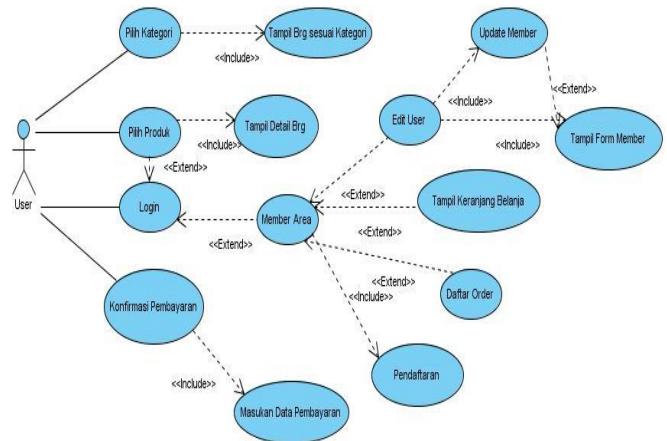 Pilih Kategori
Tampil Brg sesuai Kategori
<<Include>>
Update Member
<<Include>>
<<Extend>>
Pilih Produk
Tampil Detail Brg
<<Include>>
<<Extend>>
Edit User
<<Include>>
Tampil Form Member
User
Login
<<Extend>>
Member Area
<<Extend>>
Tampil Keranjang Belanja
<<Extend>>
<<Extend>>
Daftar Order
<<Include>>
Konfirmasi Pembayaran
Pendaftaran
<<Include>>
Masukan Data Pembayaran